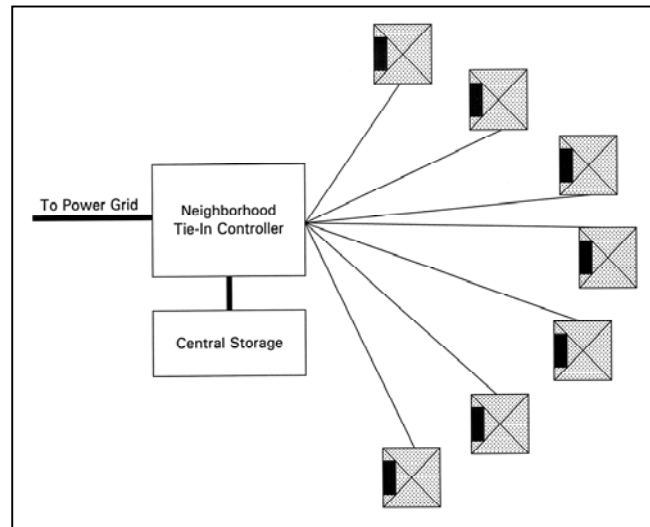 To Power Grid
Neighborhood
Tie-In Controller
Central Storage